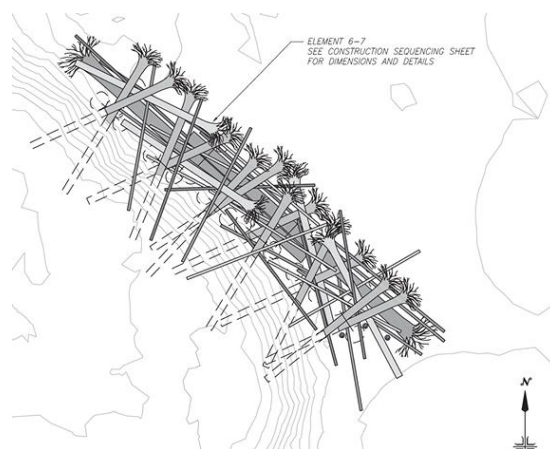 ELEMENT 6-7
SEE CONSTRUCTION SEQUENCING SHEET
FOR DIMENSIONS AND DETAILS
N